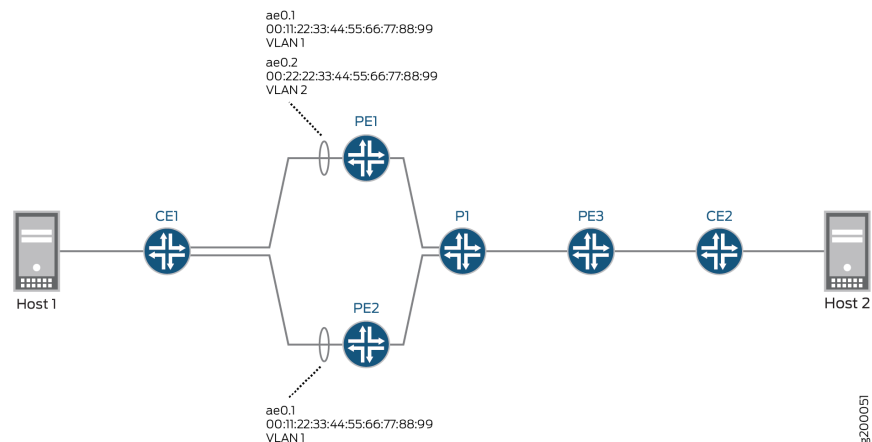 ae0.1
00:11:22:33:44:55:66:77:88:99
VLAN 1
ae0.2
00:22:22:33:44:55:66:77:88:99
VLAN 2
PE1
CE1
P1
PE3
CE2
Host 1
Host 2
PE2
ae0.1
00:11:22:33:44:55:66:77:88:99
VLAN 1
g200051